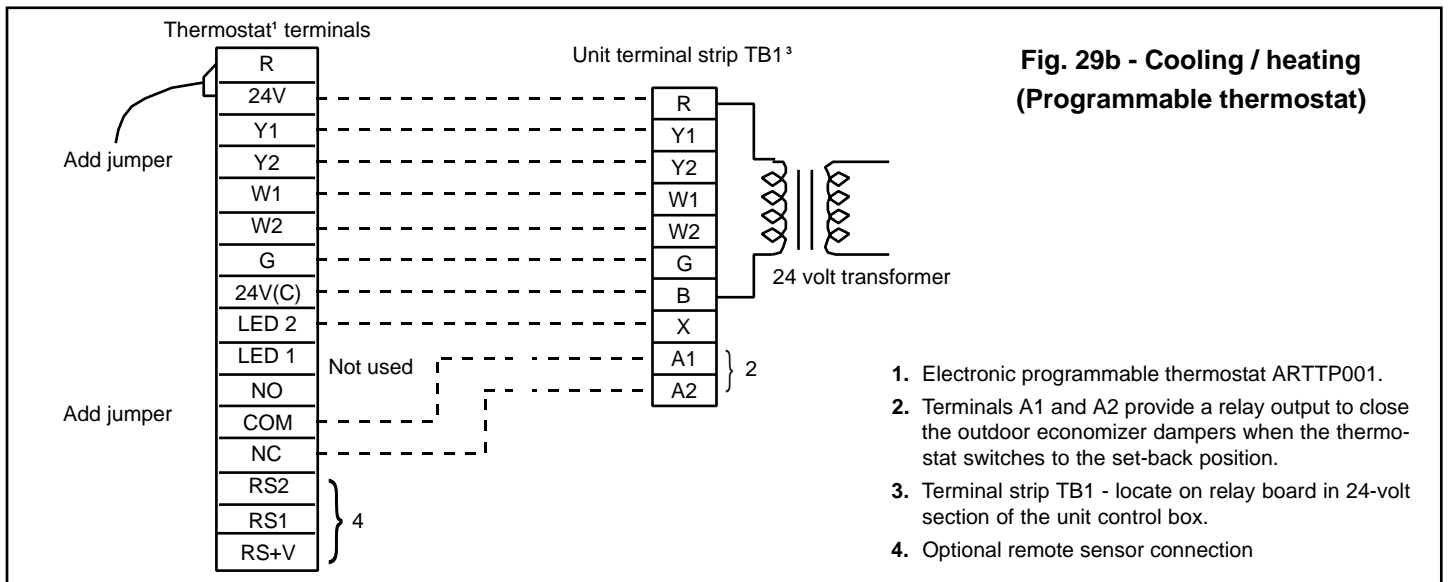 Thermostat¹ terminals
R
24V
Y1
Y2
W1
W2
G
24V(C)
LED 2
LED 1
NO
COM
NC
RS2
RS1
RS+V
Add jumper
Not used
Add jumper
4
Unit terminal strip TB1³
R
Y1
Y2
W1
W2
G
B
X
A1
A2
2
24 volt transformer
Fig. 29b - Cooling / heating
(Programmable thermostat)
1. Electronic programmable thermostat ARTTP001.
2. Terminals A1 and A2 provide a relay output to close
the outdoor economizer dampers when the thermo-
stat switches to the set-back position.
3. Terminal strip TB1 - locate on relay board in 24-volt
section of the unit control box.
4. Optional remote sensor connection